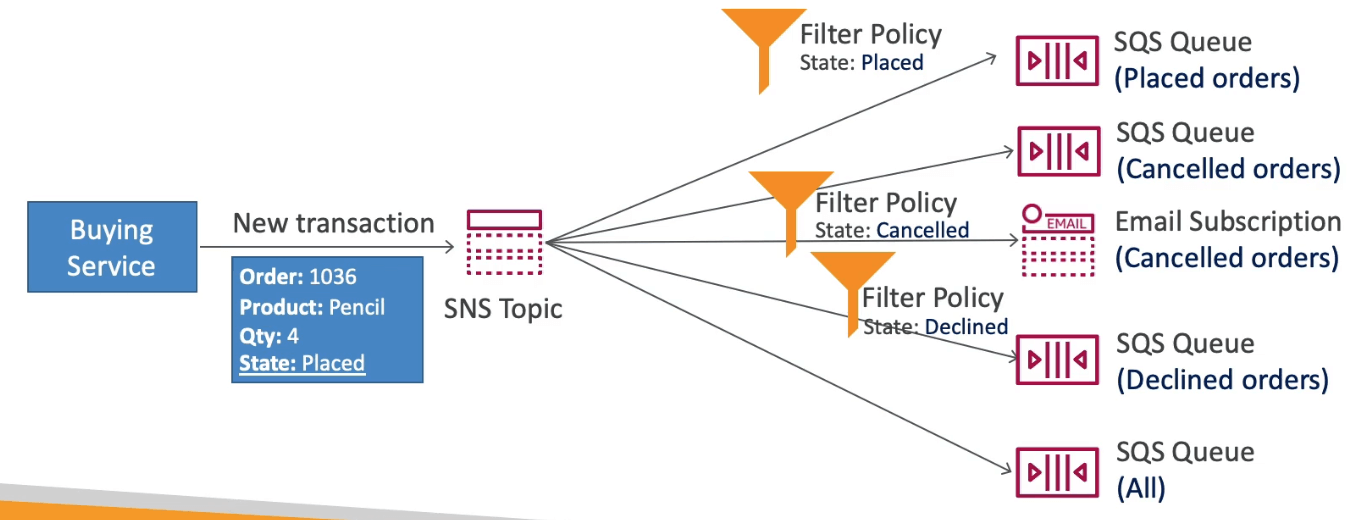 Buying
Service
New transaction
Order: 1036
Product: Pencil
Qty: 4
State: Placed
SNS Topic
Filter Policy
State: Placed
Filter Policy
State: Cancelled
Filter Policy
State: Declined
SQS Queue
(Placed orders)
SQS Queue
(Cancelled orders)
EMAIL
Email Subscription
(Cancelled orders)
SQS Queue
(Declined orders)
SQS Queue
(All)